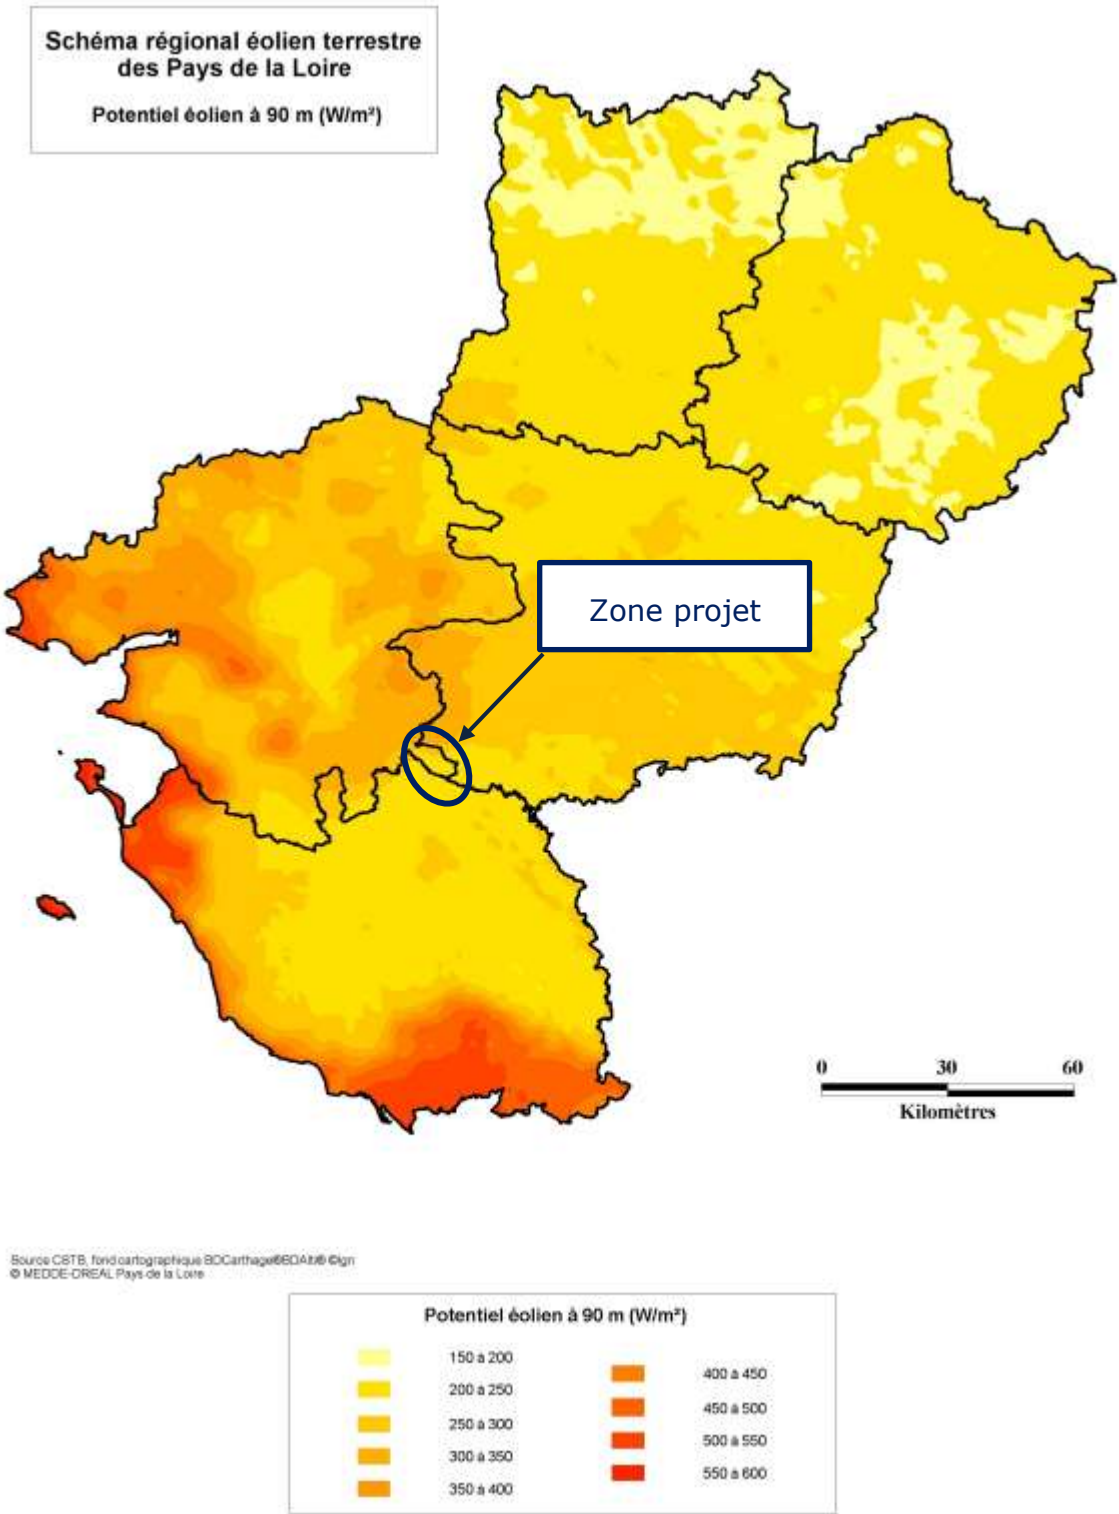 Schéma régional éolien terrestre
des Pays de la Loire
Potentiel éolien à 90 m (W/m²)
Zone projet
0 30 60
Kilomètres
Source CSTB, fond cartographique BDCarthage®BDAlti® ©Ign
© MEDDE-DREAL Pays de la Loire
Potentiel éolien à 90 m (W/m²)
150 à 200
200 à 250
250 à 300
300 à 350
350 à 400
400 à 450
450 à 500
500 à 550
550 à 600